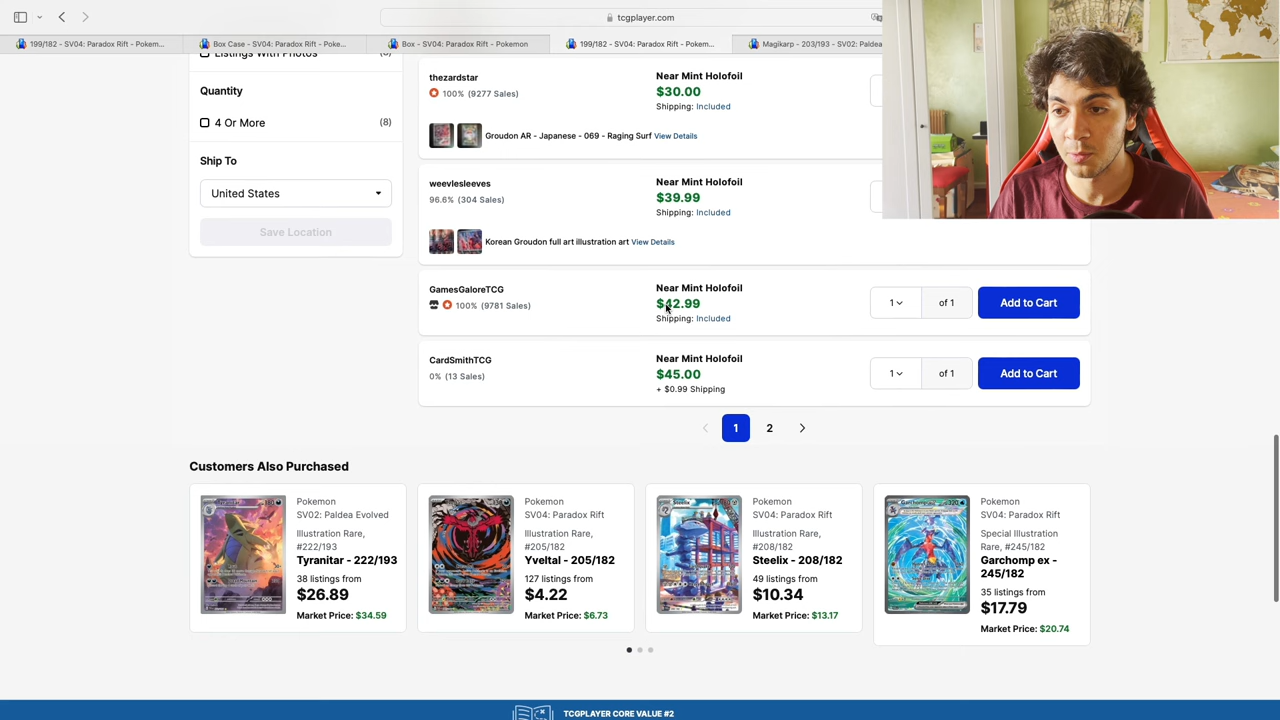 tcgplayer.com
199/182 - SV04: Paradox Rift - Pokem...
Box Case - SV04: Paradox Rift - Poke...
Box - SV04: Paradox Rift - Pokemon
199/182 - SV04: Paradox Rift - Pokem...
Magikarp - 203/193 - SV02: Paldea
Listings With Photos
Quantity
4 Or More (8)
Ship To
United States
Save Location
thezardstar
100% (9277 Sales)
Near Mint Holofoil
$30.00
Shipping: Included
Groudon AR - Japanese - 069 - Raging Surf View Details
weevlesleeves
96.6% (304 Sales)
Near Mint Holofoil
$39.99
Shipping: Included
Korean Groudon full art illustration art View Details
GamesGaloreTCG
100% (9781 Sales)
Near Mint Holofoil
$42.99
Shipping: Included
1 of 1
Add to Cart
CardSmithTCG
0% (13 Sales)
Near Mint Holofoil
$45.00
+ $0.99 Shipping
1 of 1
Add to Cart
1 2
Customers Also Purchased
Pokemon
SV02: Paldea Evolved
Illustration Rare,
#222/193
Tyranitar - 222/193
38 listings from
$26.89
Market Price: $34.59
Pokemon
SV04: Paradox Rift
Illustration Rare,
#205/182
Yveltal - 205/182
127 listings from
$4.22
Market Price: $6.73
Pokemon
SV04: Paradox Rift
Illustration Rare,
#208/182
Steelix - 208/182
49 listings from
$10.34
Market Price: $13.17
Pokemon
SV04: Paradox Rift
Special Illustration
Rare, #245/182
Garchomp ex -
245/182
35 listings from
$17.79
Market Price: $20.74
TCGPLAYER CORE VALUE #2